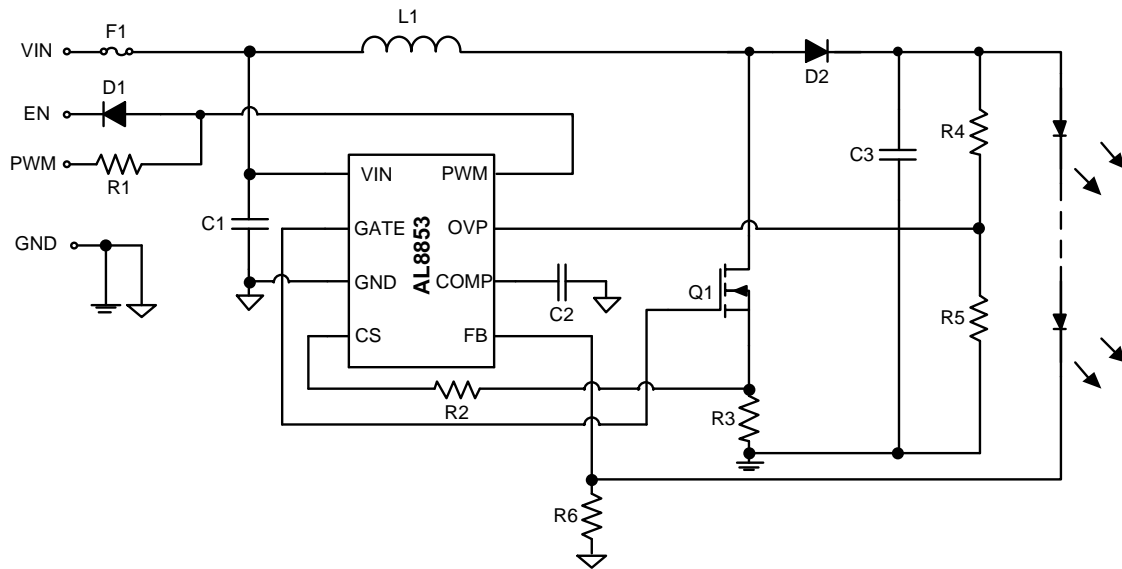 F1
L1
VIN
D2
D1
EN
R4
PWM
R1
C3
VIN
PWM
C1
GATE
OVP
GND
AL8853
GND
COMP
C2
Q1
R5
CS
FB
R2
R3
R6